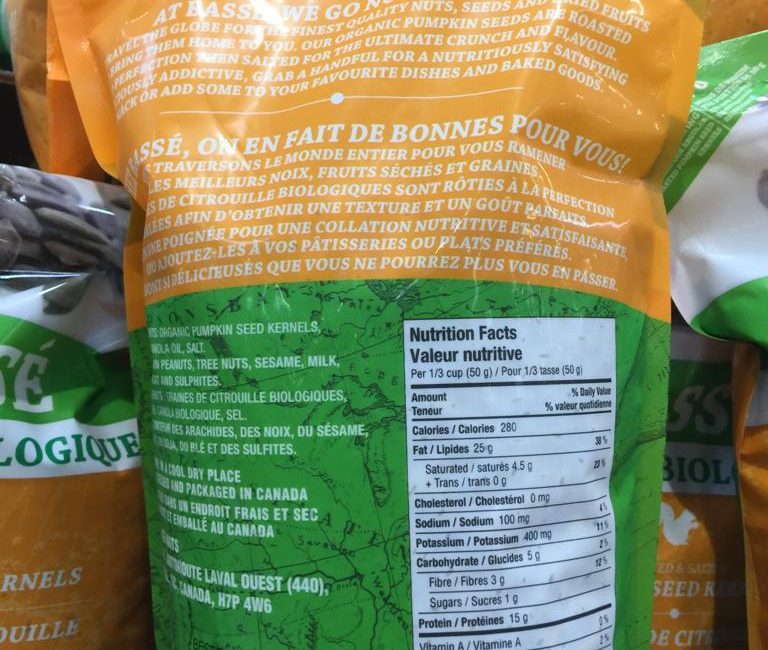 AT BASSÉ, WE GO
TRAVEL THE GLOBE FOR THE FINEST QUALITY NUTS, SEEDS AND DRIED FRUITS
BRING THEM HOME TO YOU. OUR ORGANIC PUMPKIN SEEDS ARE ROASTED
PERFECTION THEN SALTED FOR THE ULTIMATE CRUNCH AND FLAVOUR.
GRAB A HANDFUL FOR A NUTRITIOUSLY SATISFYING
OR ADD SOME TO YOUR FAVOURITE DISHES AND BAKED GOODS.
BASSÉ, ON EN FAIT DE BONNES POUR VOUS!
TRAVERSONS LE MONDE ENTIER POUR VOUS RAMENER
LES MEILLEURS NOIX, FRUITS SÉCHÉS ET GRAINES.
DE CITROUILLE BIOLOGIQUES SONT RÔTIES À LA PERFECTION
AFIN D'OBTENIR UNE TEXTURE ET UN GOÛT PARFAITS.
UNE POIGNÉE POUR UNE COLLATION NUTRITIVE ET SATISFAISANTE,
OU AJOUTEZ-LES À VOS PÂTISSERIES OU PLATS PRÉFÉRÉS.
SONT SI DÉLICIEUSES QUE VOUS NE POURREZ PLUS VOUS EN PASSER.
ORGANIC PUMPKIN SEED KERNELS,
OIL, SALT.
PEANUTS, TREE NUTS, SESAME, MILK,
AND SULPHITES.
GRAINES DE CITROUILLE BIOLOGIQUES,
BIOLOGIQUE, SEL.
DES ARACHIDES, DES NOIX, DU SÉSAME,
DU BLÉ ET DES SULFITES.
IN A COOL DRY PLACE
AND PACKAGED IN CANADA
DANS UN ENDROIT FRAIS ET SEC
ET EMBALLÉ AU CANADA
LAVAL OUEST (440),
CANADA, H7P 4W6
Nutrition Facts
Valeur nutritive
Per 1/3 cup (50 g) / Pour 1/3 tasse (50 g)
Amount % Daily Value
Teneur % valeur quotidienne
Calories / Calories 280
Fat / Lipides 25 g 38 %
Saturated / saturés 4.5 g 23 %
+ Trans / trans 0 g
Cholesterol / Cholestérol 0 mg
Sodium / Sodium 100 mg 4 %
Potassium / Potassium 400 mg 11 %
Carbohydrate / Glucides 5 g 2 %
Fibre / Fibres 3 g 12 %
Sugars / Sucres 1 g
Protein / Protéines 15 g
Vitamin A / Vitamine A 0 %
2 %
SÉ
LOGIQUE
RNELS
OUILLE
SS
BIOL
SEED KER
DE CIT